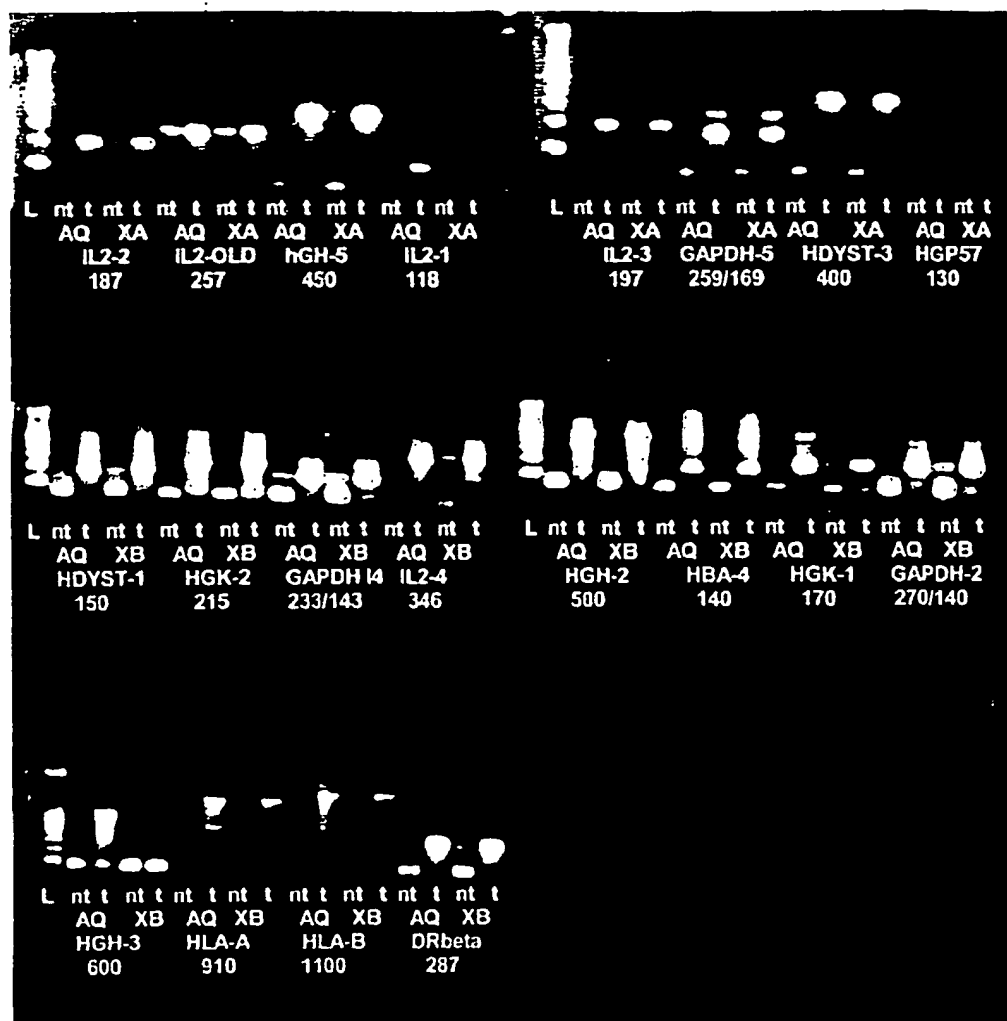 L nt t nt t nt t nt t nt t nt t nt t nt t
AQ XA AQ XA AQ XA AQ XA
IL2-2 IL2-OLD hGH-5 IL2-1
187 257 450 118
L nt t nt t nt t nt t nt t nt t nt t nt t
AQ XA AQ XA AQ XA AQ XA
IL2-3 GAPDH-5 HDYST-3 HGP57
197 259/169 400 130
L nt t nt t nt t nt t nt t nt t nt t nt t
AQ XB AQ XB AQ XB AQ XB
HDYST-1 HGK-2 GAPDH I4 IL2-4
150 215 233/143 346
L nt t nt t nt t nt t nt t nt t nt t nt t
AQ XB AQ XB AQ XB AQ XB
HGH-2 HBA-4 HGK-1 GAPDH-2
500 140 170 270/140
L nt t nt t nt t nt t nt t nt t nt t nt t
AQ XB AQ XB AQ XB AQ XB
HGH-3 HLA-A HLA-B DRbeta
600 910 1100 287